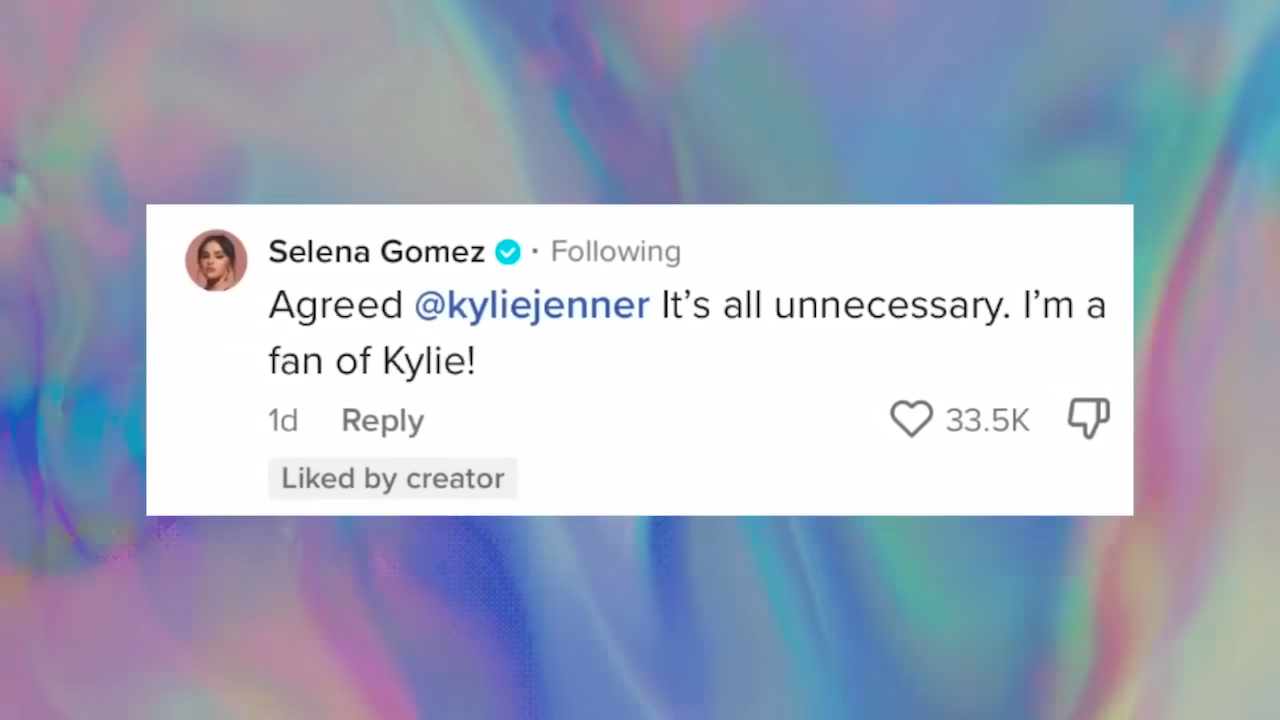 Selena Gomez · Following
Agreed @kyliejenner It’s all unnecessary. I’m a
fan of Kylie!
1d Reply 33.5K
Liked by creator